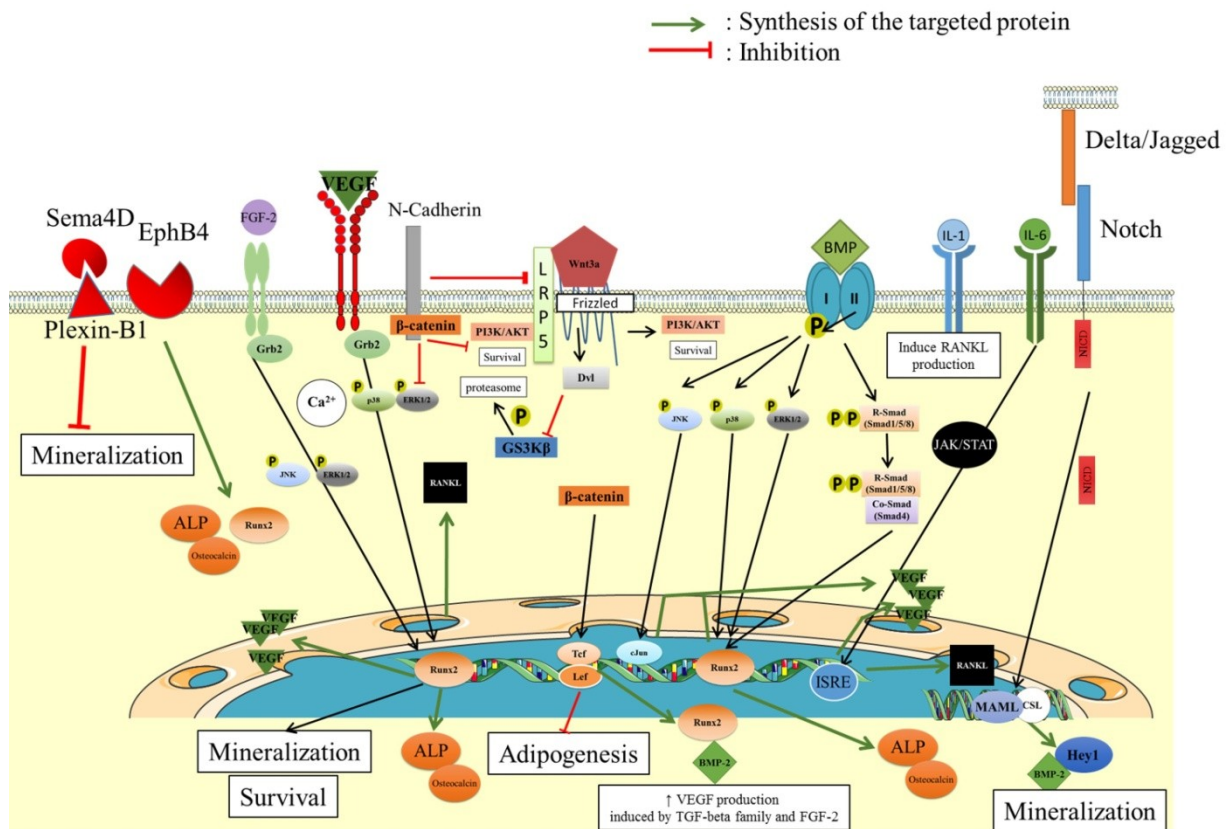 : Synthesis of the targeted protein
: Inhibition
Delta/Jagged
Notch
NICD
NICD
Sema4D
EphB4
Plexin-B1
Mineralization
FGF-2
Grb2
VEGF
Grb2
N-Cadherin
β-catenin
PI3K/AKT
Survival
LRP5
Wnt3a
Frizzled
PI3K/AKT
Survival
Dvl
proteasome
P
GS3Kβ
Ca²⁺
P
p38
P
ERK1/2
P
JNK
P
ERK1/2
BMP
I
II
P
P
JNK
P
p38
P
ERK1/2
P P
R-Smad
(Smad1/5/8)
P P
R-Smad
(Smad1/5/8)
Co-Smad
(Smad4)
IL-1
Induce RANKL
production
IL-6
JAK/STAT
ALP
Runx2
Osteocalcin
RANKL
β-catenin
VEGF
VEGF
VEGF
VEGF
VEGF
VEGF
Runx2
Tcf
Lef
cJun
Runx2
ISRE
RANKL
MAML
CSL
Mineralization
Survival
ALP
Osteocalcin
Adipogenesis
Runx2
BMP-2
↑ VEGF production
induced by TGF-beta family and FGF-2
ALP
Osteocalcin
Hey1
BMP-2
Mineralization